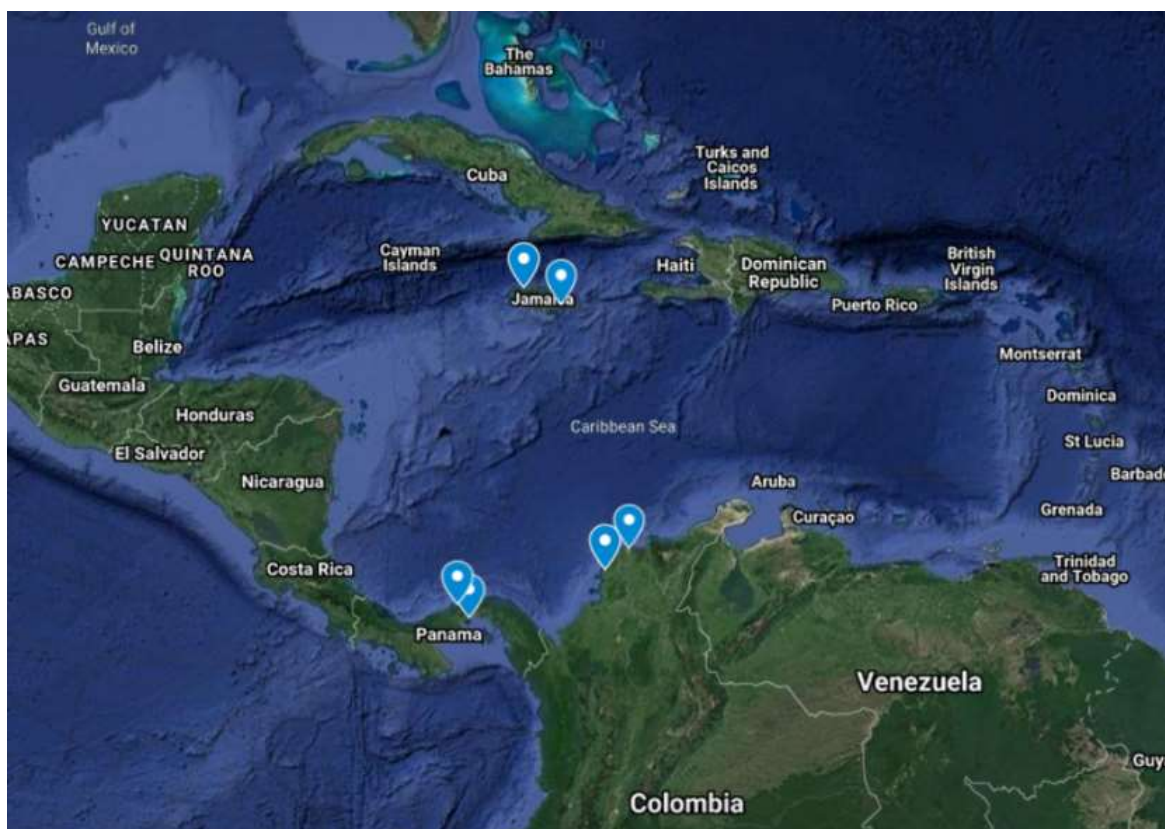 Gulf of
Mexico
The
Bahamas
Cuba
Turks and
Caicos
Islands
YUCATAN
CAMPECHE
QUINTANA
ROO
Cayman
Islands
Haiti
Dominican
Republic
British
Virgin
Islands
ABASCO
Jamaica
Puerto Rico
APAS
Belize
Montserrat
Guatemala
Dominica
Honduras
Caribbean Sea
St Lucia
El Salvador
Barbado
Nicaragua
Aruba
Grenada
Curaçao
Costa Rica
Trinidad
and Tobago
Panama
Venezuela
Guy
Colombia